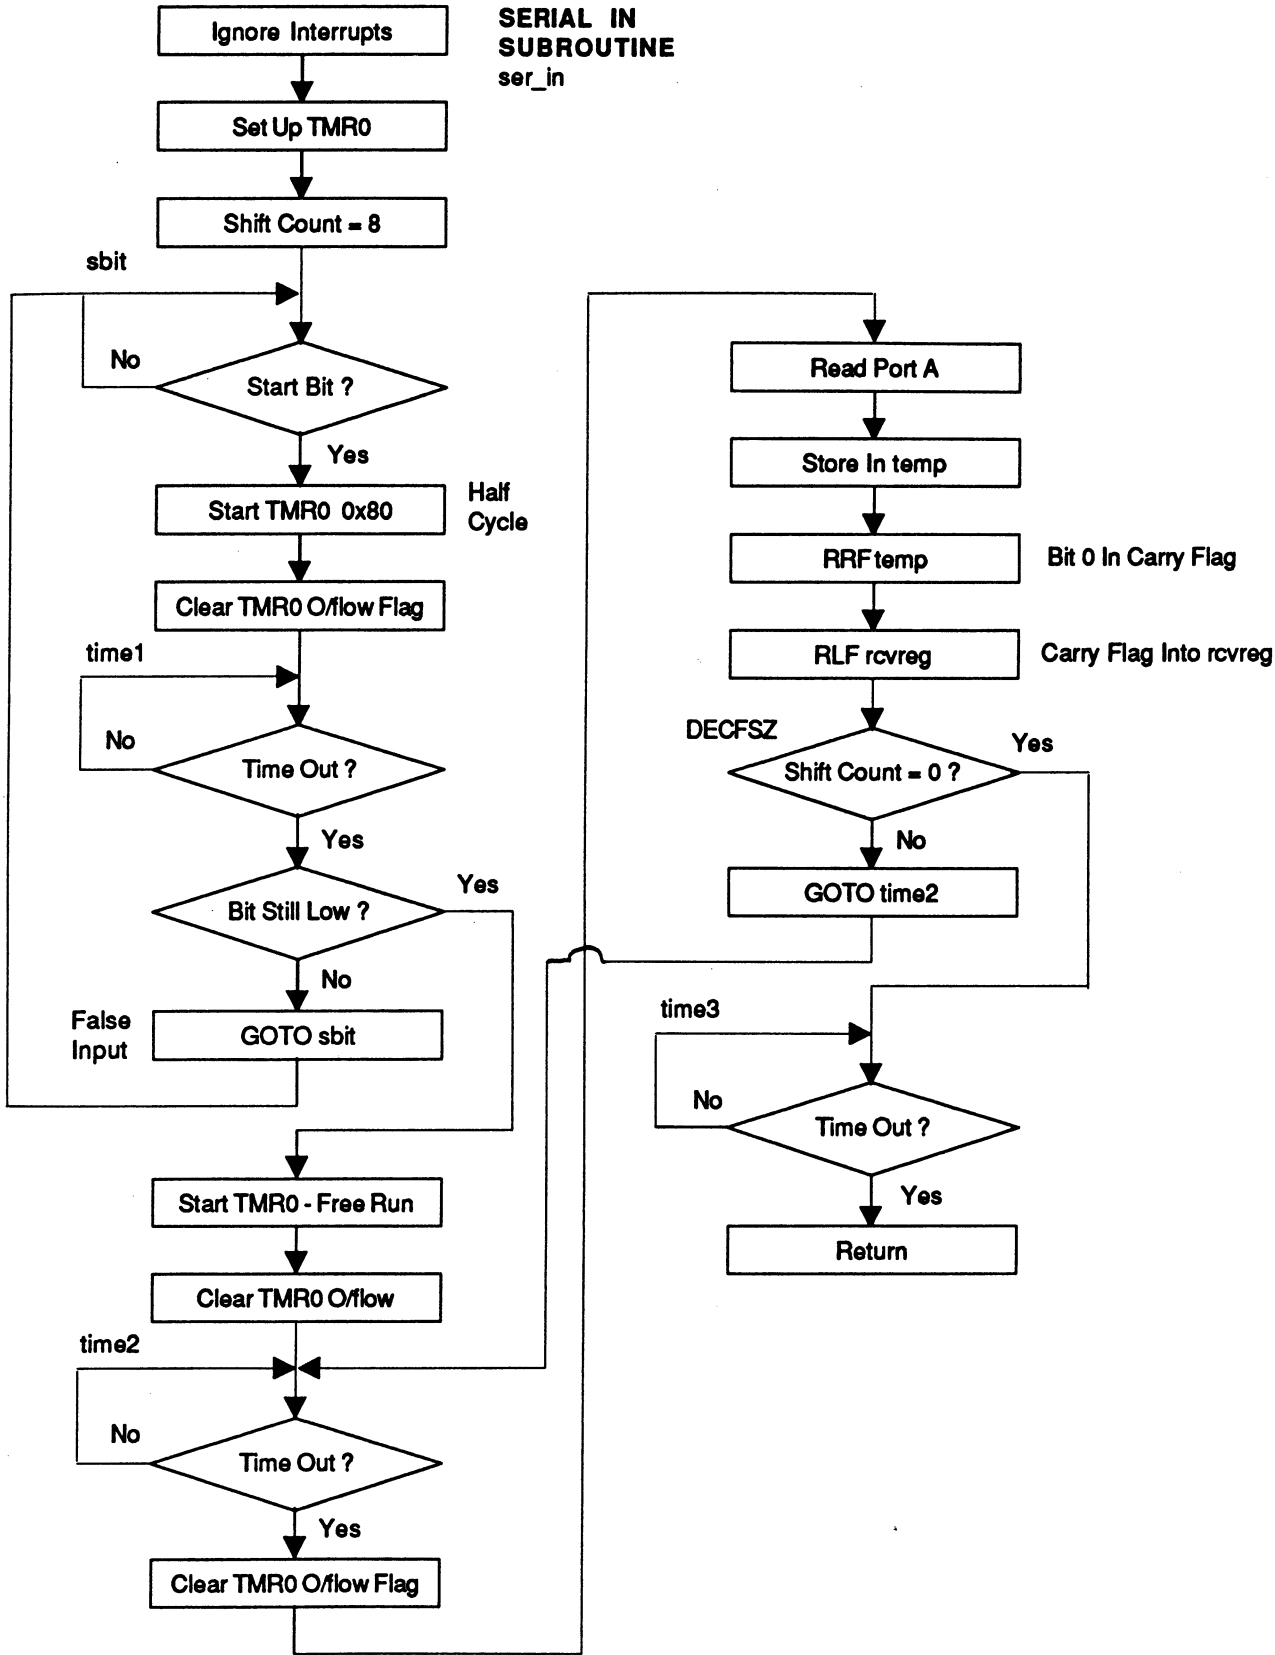 SERIAL IN
SUBROUTINE
ser_in
Ignore Interrupts
Set Up TMR0
Shift Count = 8
sbit
No
Start Bit ?
Yes
Start TMR0 0x80
Half
Cycle
Clear TMR0 O/flow Flag
time1
No
Time Out ?
Yes
Bit Still Low ?
Yes
No
False
Input
GOTO sbit
Start TMR0 - Free Run
Clear TMR0 O/flow
time2
No
Time Out ?
Yes
Clear TMR0 O/flow Flag
Read Port A
Store In temp
RRF temp
Bit 0 In Carry Flag
RLF rcvreg
Carry Flag Into rcvreg
DECFSZ
Shift Count = 0 ?
Yes
No
GOTO time2
time3
No
Time Out ?
Yes
Return